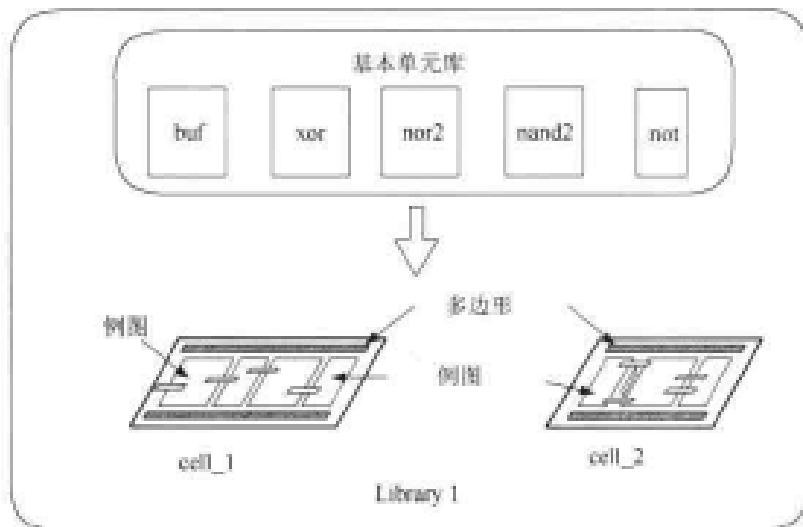 基本单元库
buf xor nor2 nand2 not
多边形
例图
例图
cell_1 cell_2
Library 1